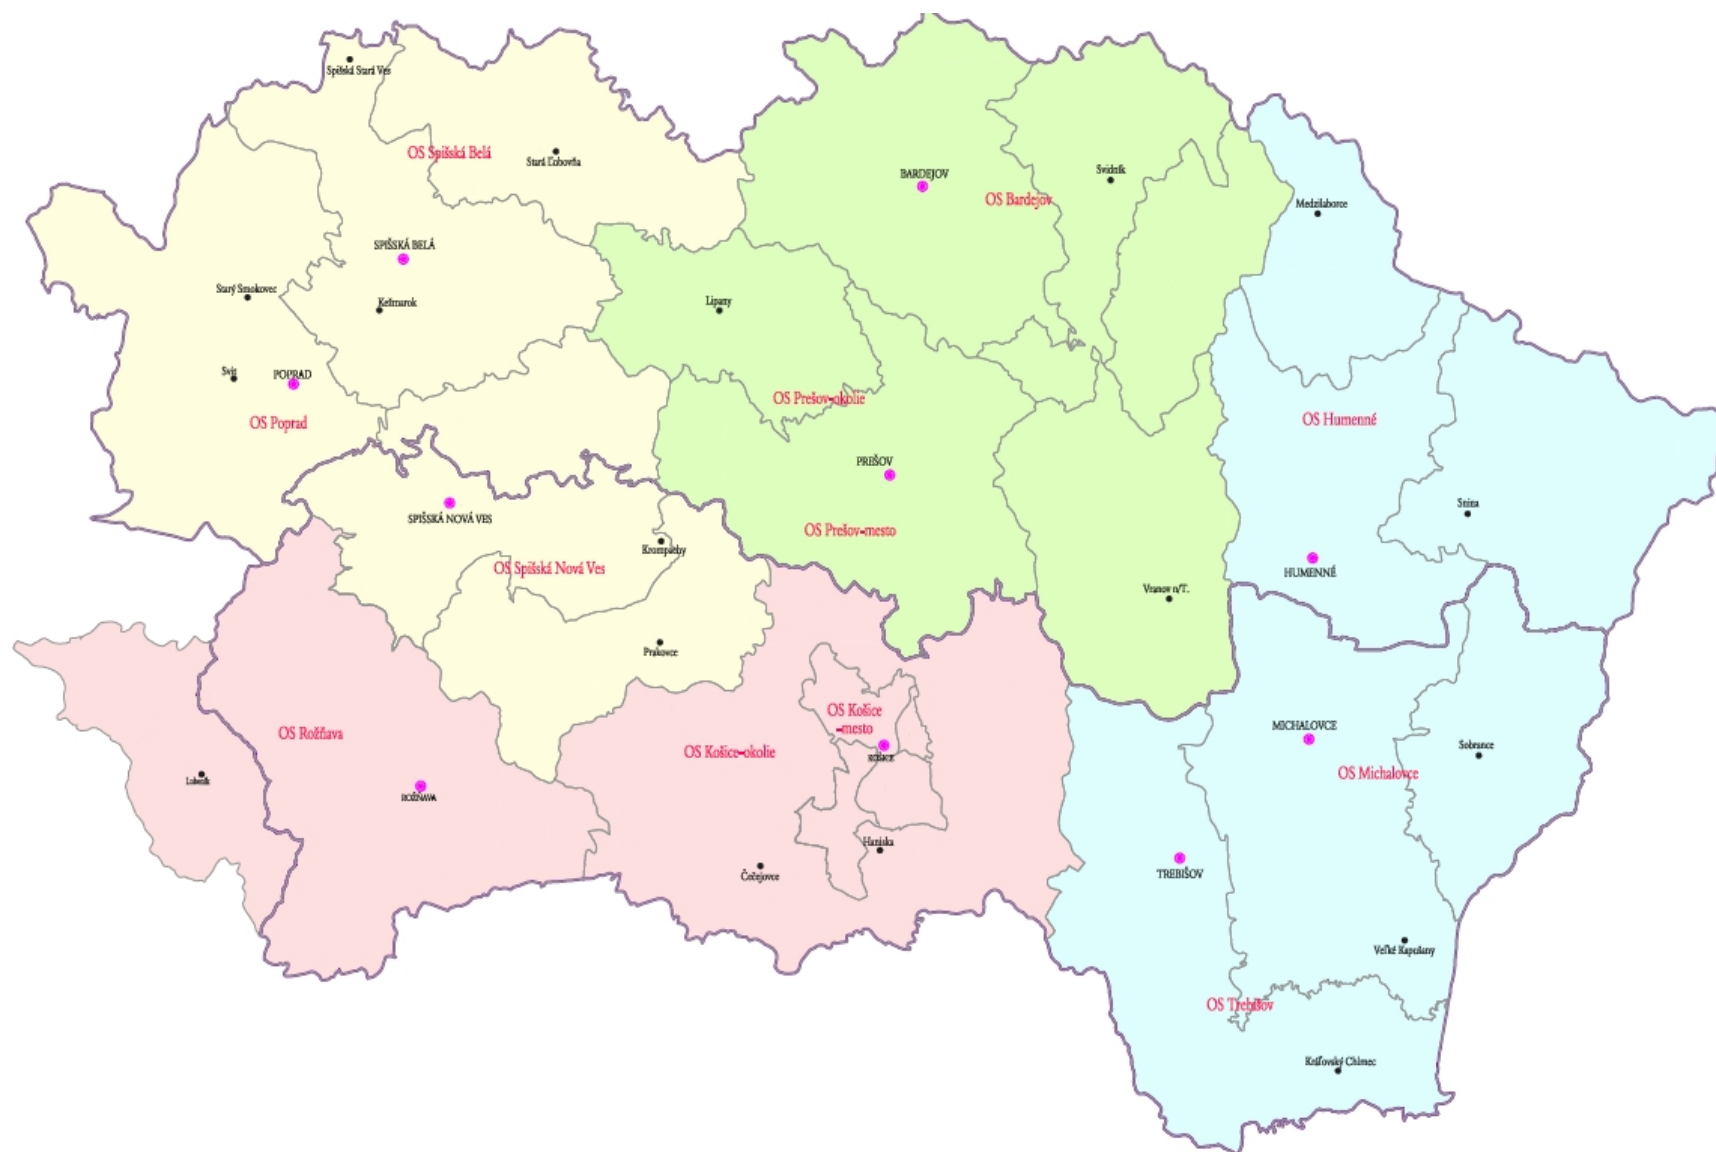 Spišská Stará Ves
OS Spišská Belá
Stará Ľubovňa
BARDEJOV
Svidník
OS Bardejov
Medzilaborce
SPIŠSKÁ BELÁ
Starý Smokovec
Kežmarok
Lipany
Svit
POPRAD
OS Prešov-okolie
OS Poprad
OS Humenné
PREŠOV
Snina
SPIŠSKÁ NOVÁ VES
OS Prešov-mesto
Krompachy
OS Spišská Nová Ves
HUMENNÉ
Vranov n/T.
Prakovce
OS Košice
-mesto
MICHALOVCE
OS Rožňava
OS Košice-okolie
Sobrance
KOŠICE
OS Michalovce
Lubeník
ROŽŇAVA
Haniska
Čečejovce
TREBIŠOV
Veľké Kapušany
OS Trebišov
Kráľovský Chlmec